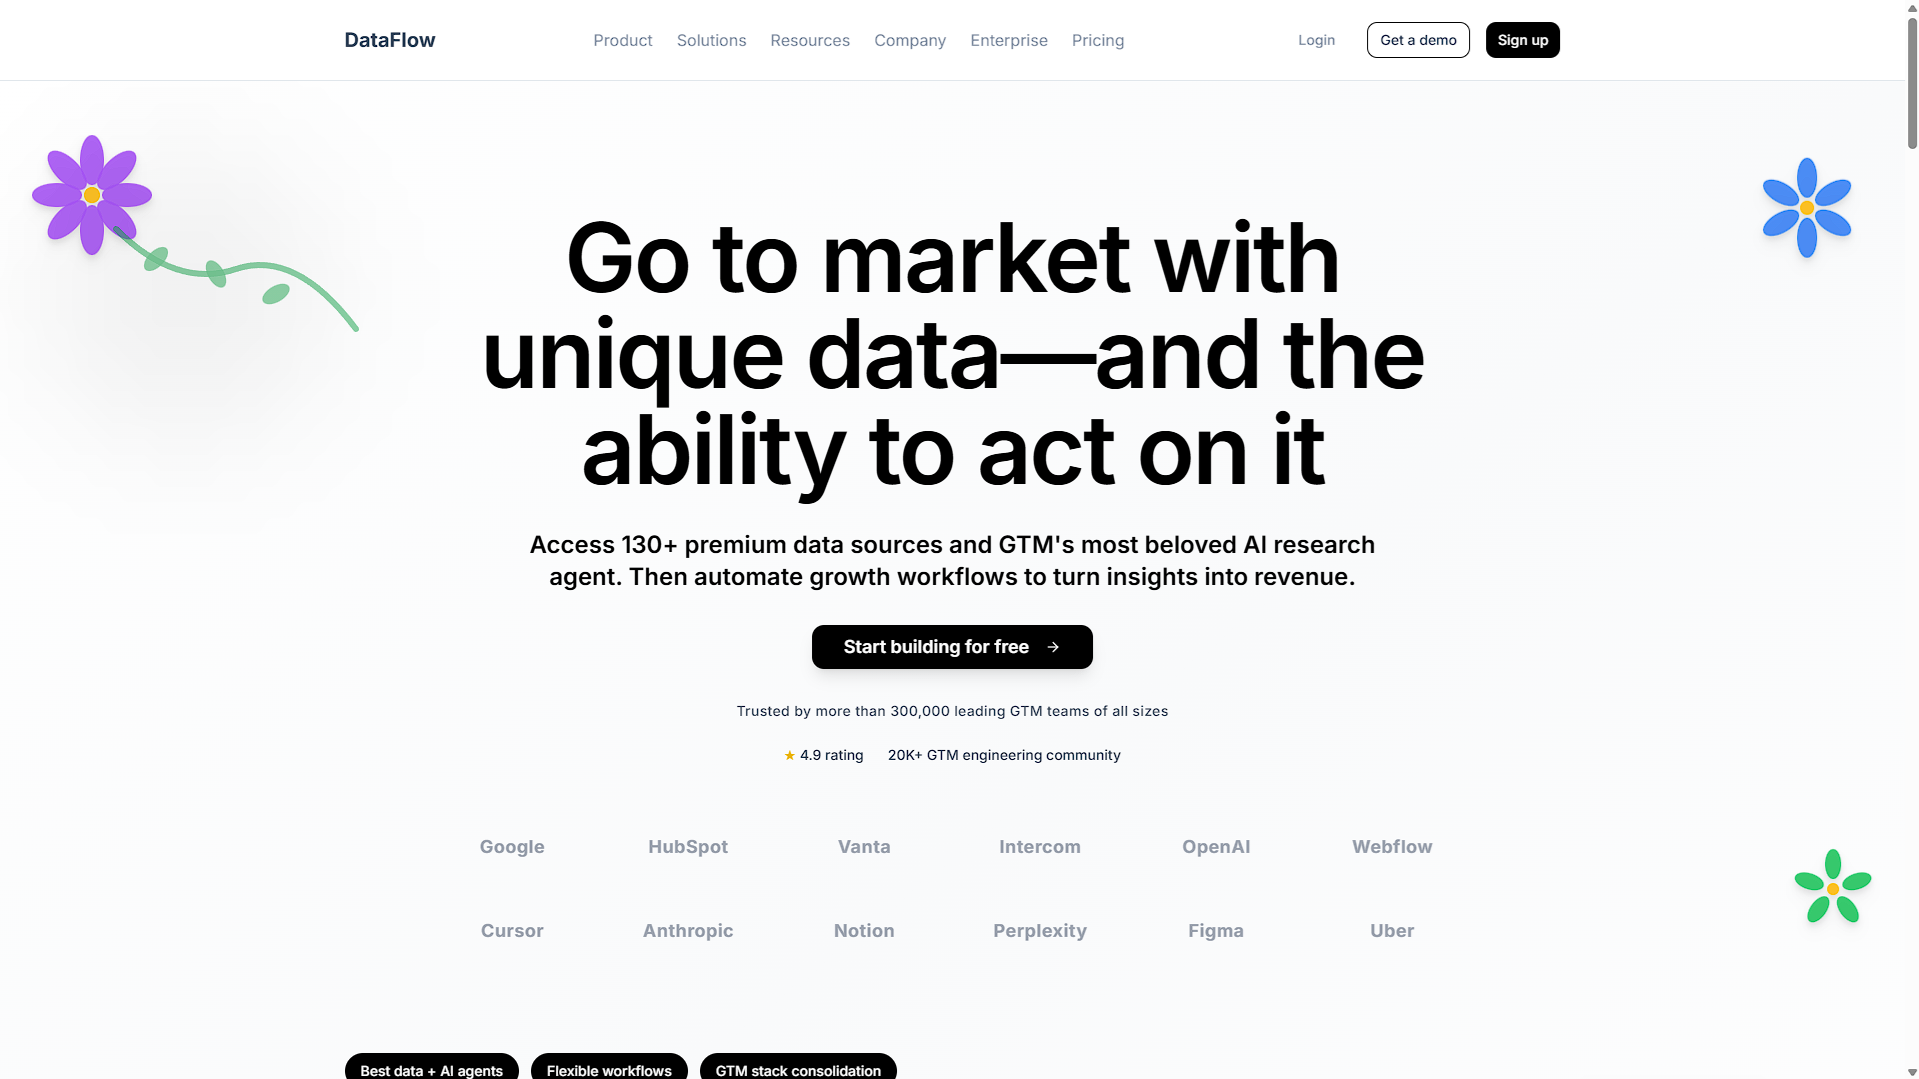 DataFlow
Product
Solutions
Resources
Company
Enterprise
Pricing
Login
Get a demo
Sign up
Go to market with
unique data—and the
ability to act on it
Access 130+ premium data sources and GTM's most beloved AI research
agent. Then automate growth workflows to turn insights into revenue.
Start building for free →
Trusted by more than 300,000 leading GTM teams of all sizes
★ 4.9 rating
20K+ GTM engineering community
Google
HubSpot
Vanta
Intercom
OpenAI
Webflow
Cursor
Anthropic
Notion
Perplexity
Figma
Uber
Best data + AI agents
Flexible workflows
GTM stack consolidation